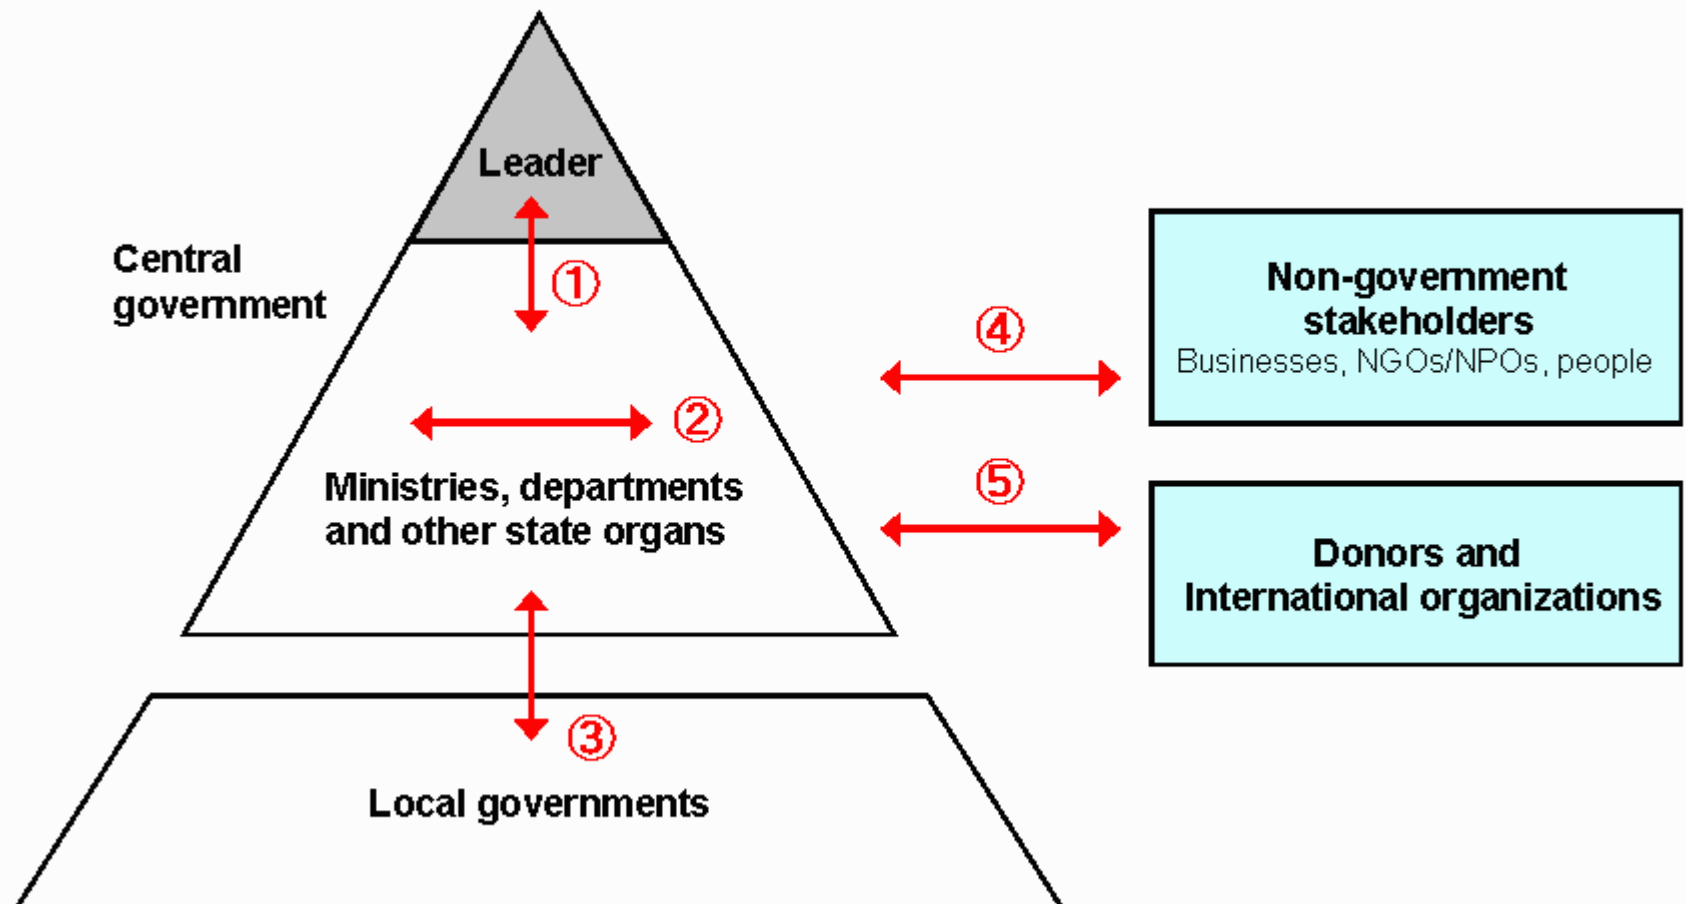 Leader
Central
government
①
②
Ministries, departments
and other state organs
③
Local governments
④
Non-government
stakeholders
Businesses, NGOs/NPOs, people
⑤
Donors and
International organizations